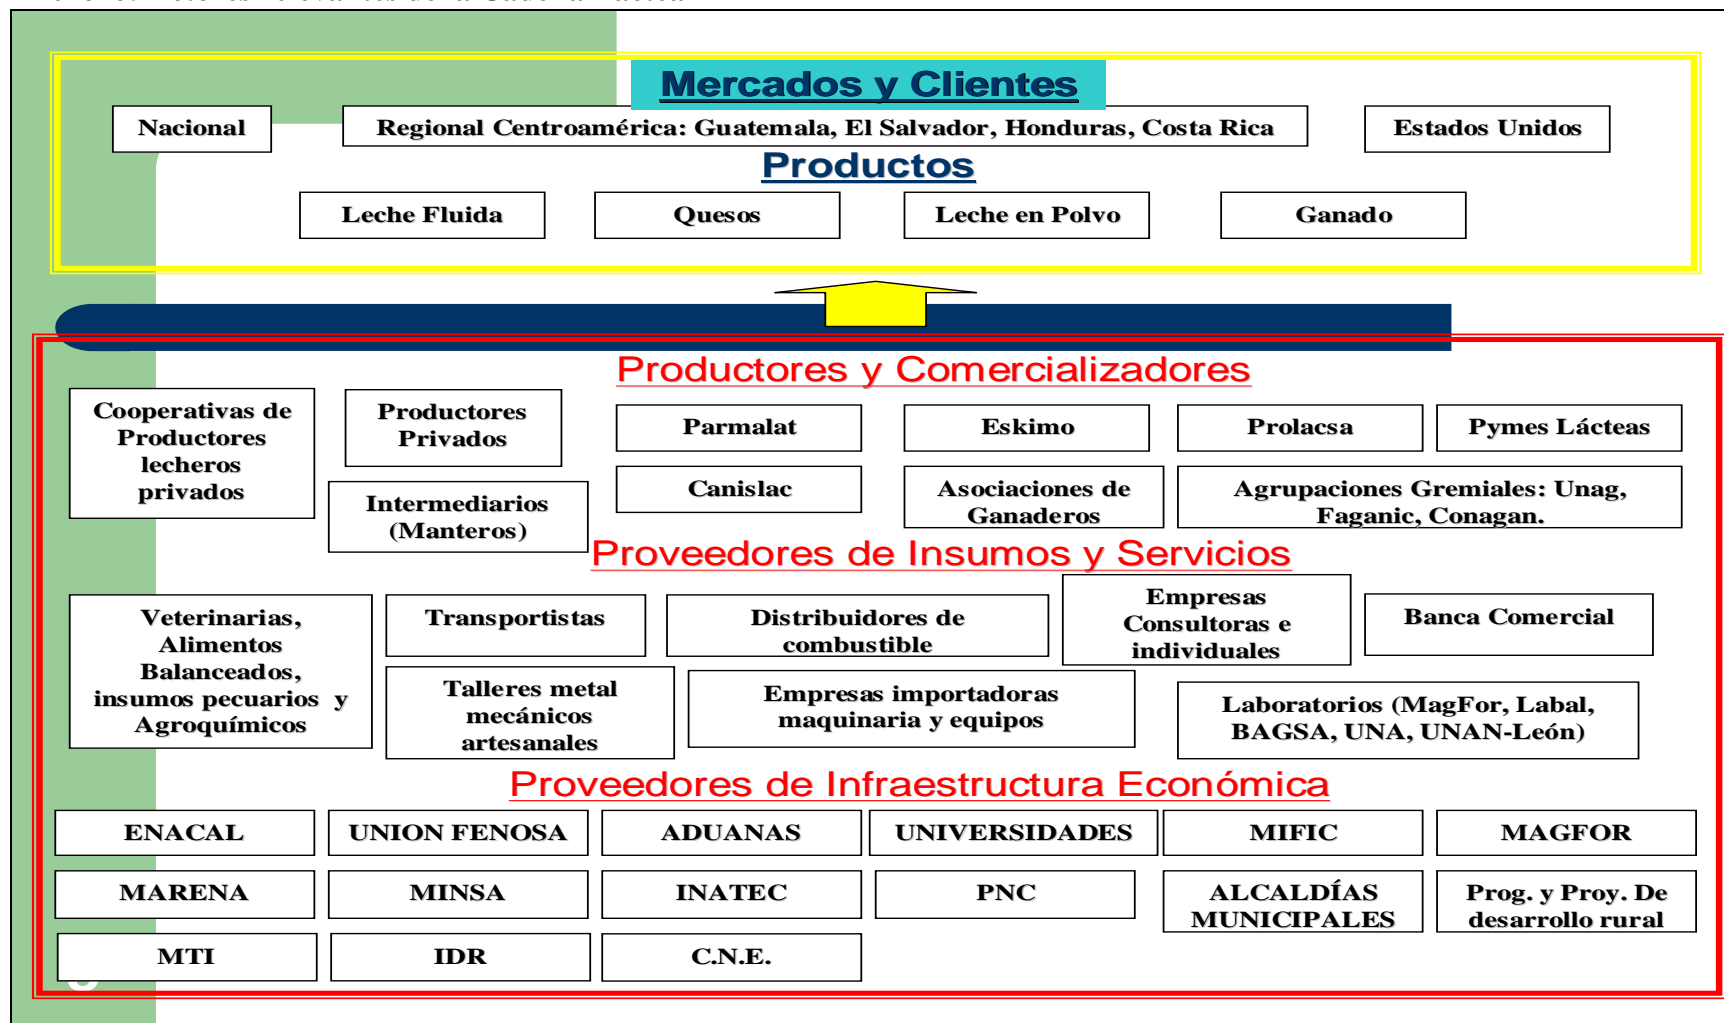 Mercados y Clientes
Nacional
Regional Centroamérica: Guatemala, El Salvador, Honduras, Costa Rica
Estados Unidos
Productos
Leche Fluida
Quesos
Leche en Polvo
Ganado
Productores y Comercializadores
Cooperativas de
Productores
lecheros
privados
Productores
Privados
Parmalat
Eskimo
Prolacsa
Pymes Lácteas
Intermediarios
(Manteros)
Canislac
Asociaciones de
Ganaderos
Agrupaciones Gremiales: Unag,
Faganic, Conagan.
Proveedores de Insumos y Servicios
Veterinarias,
Alimentos
Balanceados,
insumos pecuarios y
Agroquímicos
Transportistas
Distribuidores de
combustible
Empresas
Consultoras e
individuales
Banca Comercial
Talleres metal
mecánicos
artesanales
Empresas importadoras
maquinaria y equipos
Laboratorios (MagFor, Labal,
BAGSA, UNA, UNAN-León)
Proveedores de Infraestructura Económica
ENACAL
UNION FENOSA
ADUANAS
UNIVERSIDADES
MIFIC
MAGFOR
MARENA
MINSA
INATEC
PNC
ALCALDÍAS
MUNICIPALES
Prog. y Proy. De
desarrollo rural
MTI
IDR
C.N.E.